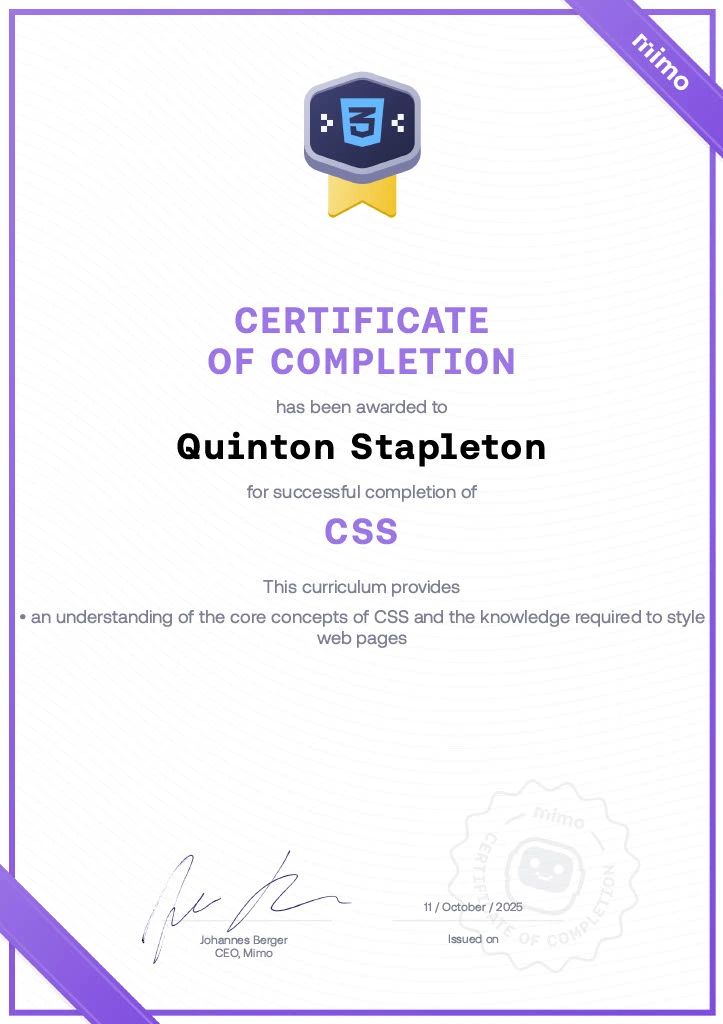 mimo
CERTIFICATE
OF COMPLETION
has been awarded to
Quinton Stapleton
for successful completion of
CSS
This curriculum provides
• an understanding of the core concepts of CSS and the knowledge required to style
web pages
mimo
CERTIFICATE OF COMPLETION
11 / October / 2025
Issued on
Johannes Berger
CEO, Mimo